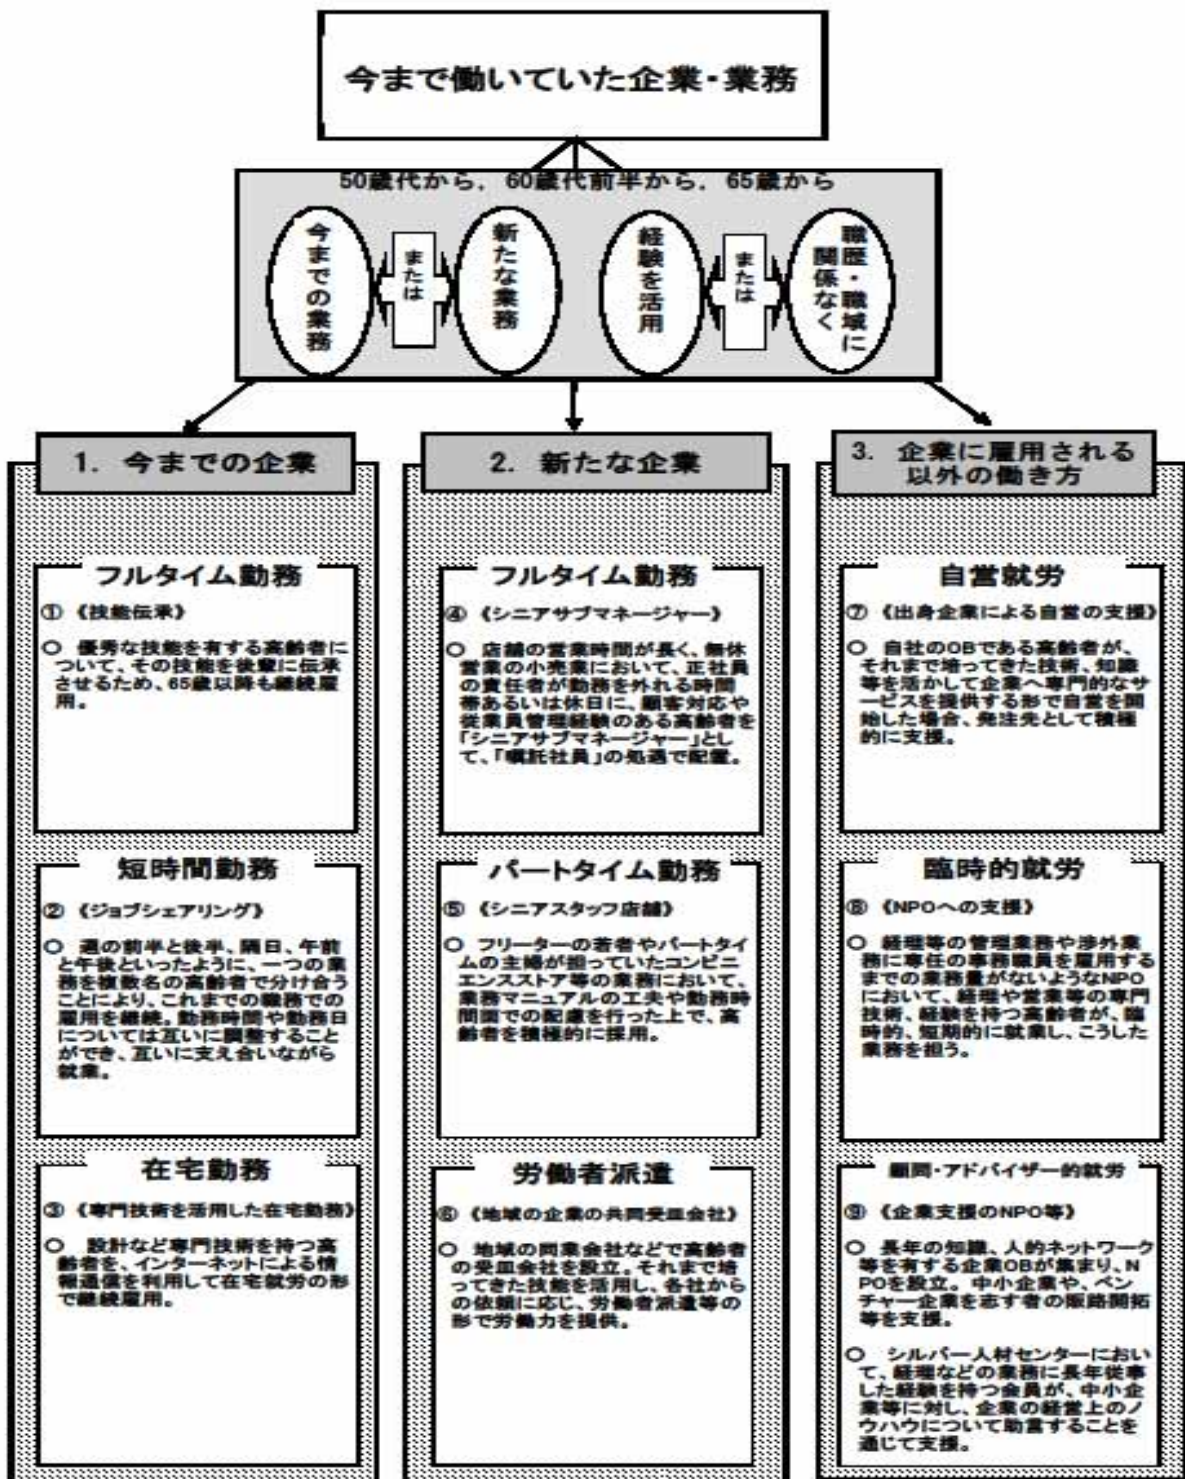 今まで働いていた企業・業務
50歳代から，60歳代前半から，65歳から
今までの業務
または
新たな業務
経験を活用
または
職歴・職域に
関係なく
1．今までの企業
フルタイム勤務
① 《技能伝承》
○ 優秀な技能を有する高齢者に
ついて、その技能を後輩に伝承
させるため、65歳以降も継続雇
用。
短時間勤務
② 《ジョブシェアリング》
○ 週の前半と後半、隔日、午前
と午後といったように、一つの業
務を複数名の高齢者で分け合う
ことにより、これまでの職務での
雇用を継続。勤務時間や勤務日
については互いに調整すること
ができ、互いに支え合いながら
就業。
在宅勤務
③ 《専門技術を活用した在宅勤務》
○ 設計など専門技術を持つ高
齢者を、インターネットによる情
報通信を利用して在宅就労の形
で継続雇用。
2．新たな企業
フルタイム勤務
④ 《シニアサブマネージャー》
○ 店舗の営業時間が長く、無休
営業の小売業において、正社員
の責任者が勤務を外れる時間
帯あるいは休日に、顧客対応や
従業員管理経験のある高齢者を
「シニアサブマネージャー」とし
て、「嘱託社員」の処遇で配置。
パートタイム勤務
⑤ 《シニアスタッフ店舗》
○ フリーターの若者やパートタイ
ムの主婦が担っていたコンビニ
エンスストア等の業務において、
業務マニュアルの工夫や勤務時
間面での配慮を行った上で、高
齢者を積極的に採用。
労働者派遣
⑥ 《地域の企業の共同受皿会社》
○ 地域の同業会社などで高齢者
の受皿会社を設立。それまで培
ってきた技能を活用し、各社から
の依頼に応じ、労働者派遣等の
形で労働力を提供。
3．企業に雇用される
以外の働き方
自営就労
⑦ 《出身企業による自営の支援》
○ 自社のOBである高齢者が、
それまで培ってきた技術、知識
等を活かして企業へ専門的なサ
ービスを提供する形で自営を開
始した場合、発注先として積極
的に支援。
臨時的就労
⑧ 《NPOへの支援》
○ 経理等の管理業務や渉外業
務に専任の事務職員を雇用する
までの業務量がないようなNPO
において、経理や営業等の専門
技術、経験を持つ高齢者が、臨
時的、短期的に就業し、こうした
業務を担う。
顧問・アドバイザー的就労
⑨ 《企業支援のNPO等》
○ 長年の知識、人的ネットワーク
等を有する企業OBが集まり、N
POを設立。中小企業や、ベン
チャー企業を志す者の販路開拓
等を支援。
○ シルバー人材センターにおい
て、経理などの業務に長年従事
した経験を持つ会員が、中小企
業等に対し、企業の経営上のノ
ウハウについて助言することを
通じて支援。